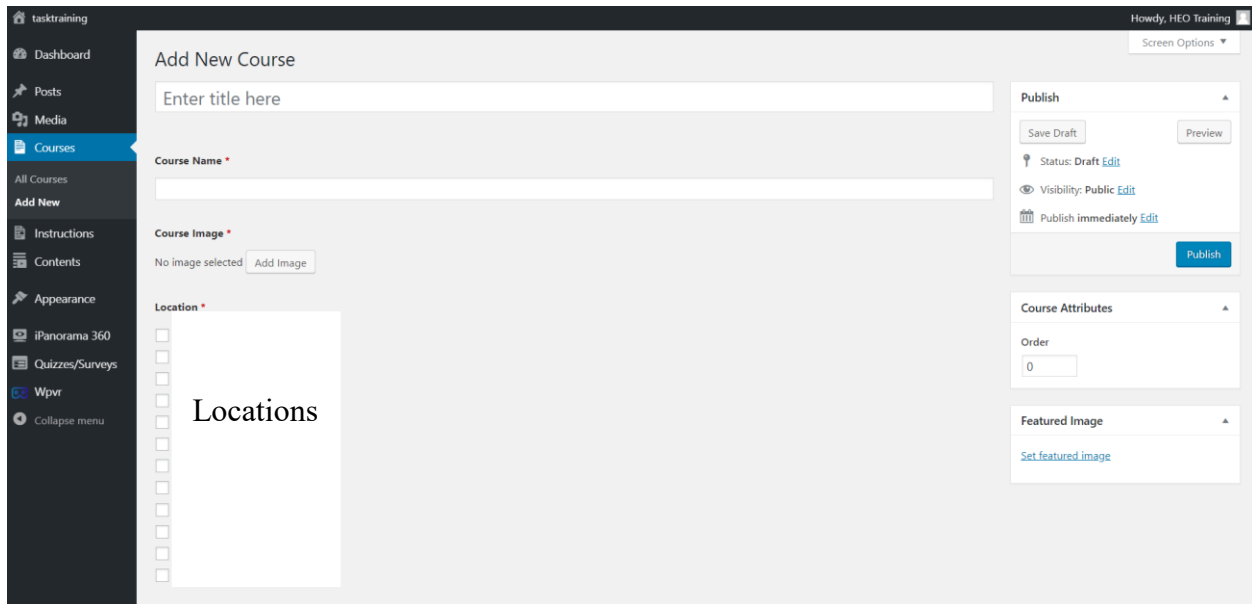 tasktraining
Howdy, HEO Training
Screen Options ▼
Dashboard
Posts
Media
Courses
All Courses
Add New
Instructions
Contents
Appearance
iPanorama 360
Quizzes/Surveys
Wpvr
Collapse menu
Add New Course
Enter title here
Course Name *
Course Image *
No image selected Add Image
Location *
Locations
Publish
Save Draft Preview
Status: Draft Edit
Visibility: Public Edit
Publish immediately Edit
Publish
Course Attributes
Order
0
Featured Image
Set featured image